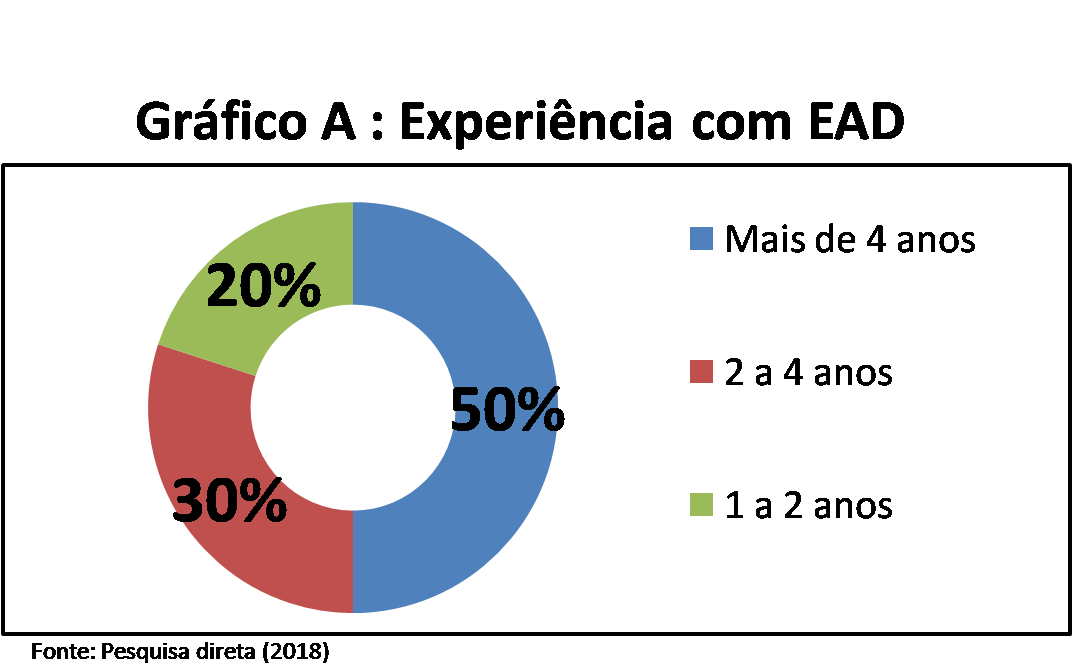 Gráfico A : Experiência com EAD
20%
50%
30%
Mais de 4 anos
2 a 4 anos
1 a 2 anos
Fonte: Pesquisa direta (2018)